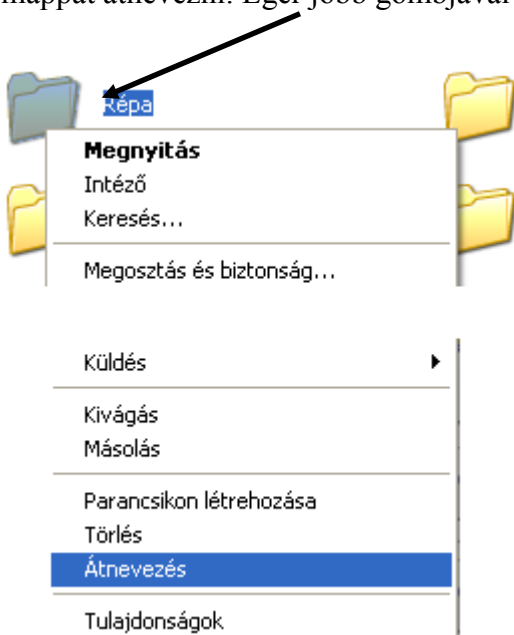 mappát átnevezni! Egér jobb gombjával
Répa
Megnyitás
Intéző
Keresés...
Megosztás és biztonság...
Küldés
Kivágás
Másolás
Parancsikon létrehozása
Törlés
Átnevezés
Tulajdonságok